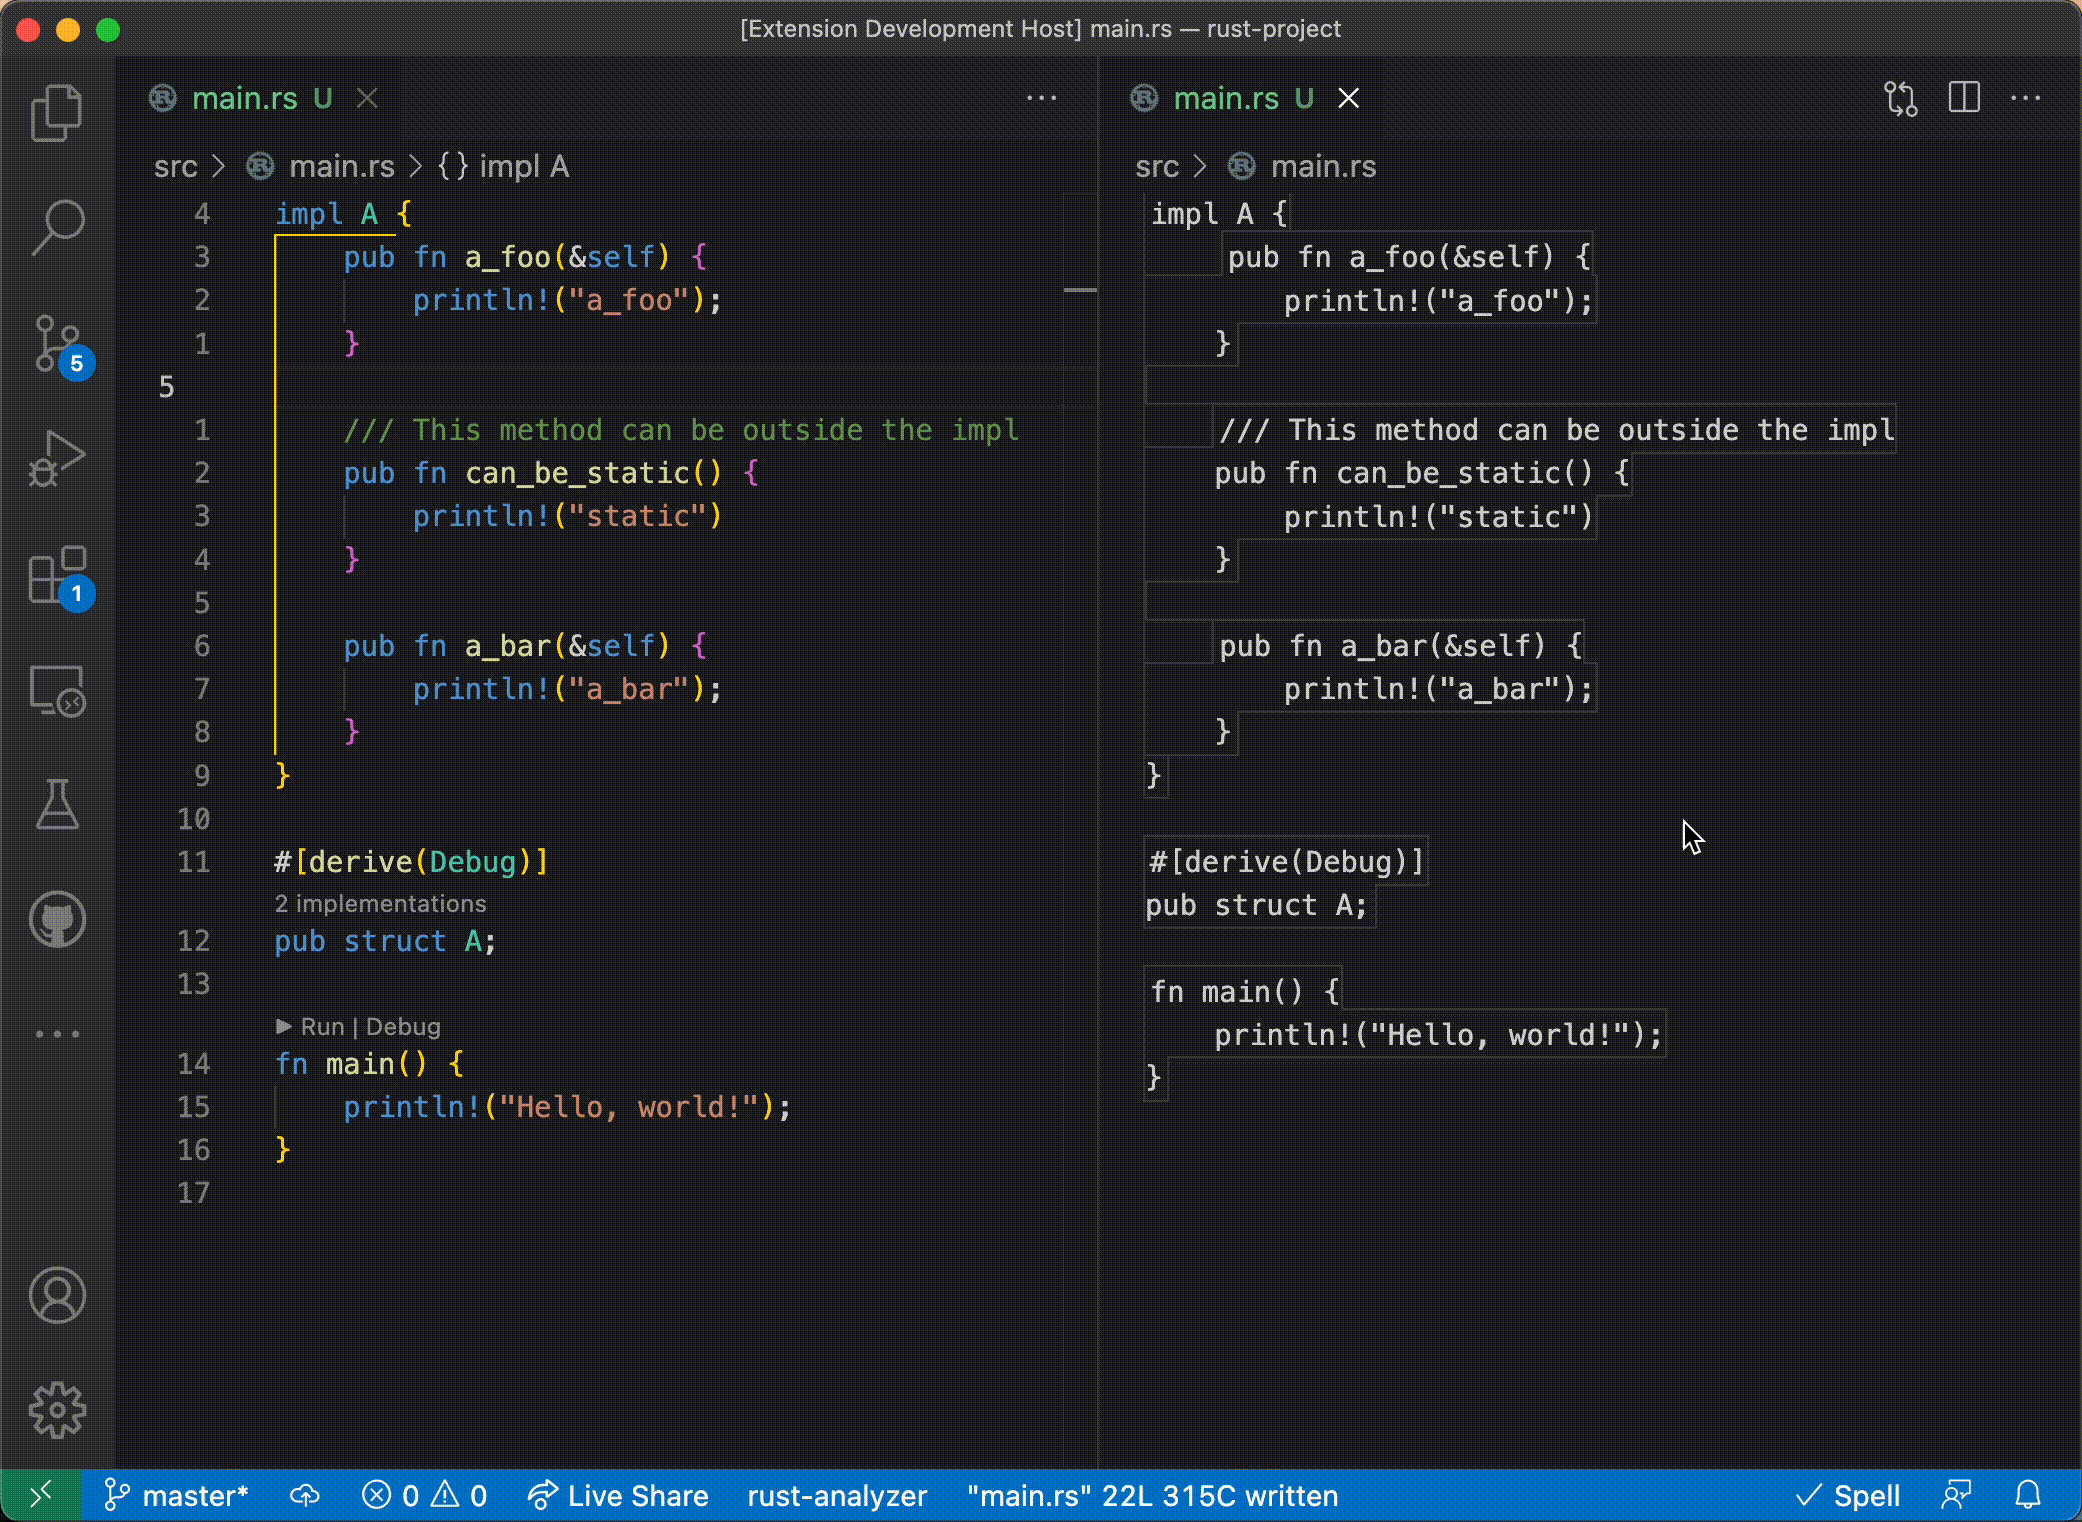 [Extension Development Host] main.rs — rust-project
main.rs U
src > main.rs > {} impl A
4 impl A {
3 pub fn a_foo(&self) {
2 println!("a_foo");
1 }
5
1 /// This method can be outside the impl
2 pub fn can_be_static() {
3 println!("static")
4 }
5
6 pub fn a_bar(&self) {
7 println!("a_bar");
8 }
9 }
10
11 #[derive(Debug)]
2 implementations
12 pub struct A;
13
Run | Debug
14 fn main() {
15 println!("Hello, world!");
16 }
17
main.rs U
src > main.rs
impl A {
pub fn a_foo(&self) {
println!("a_foo");
}
/// This method can be outside the impl
pub fn can_be_static() {
println!("static")
}
pub fn a_bar(&self) {
println!("a_bar");
}
}
#[derive(Debug)]
pub struct A;
fn main() {
println!("Hello, world!");
}
5
1
master* 0 0 Live Share rust-analyzer "main.rs" 22L 315C written Spell